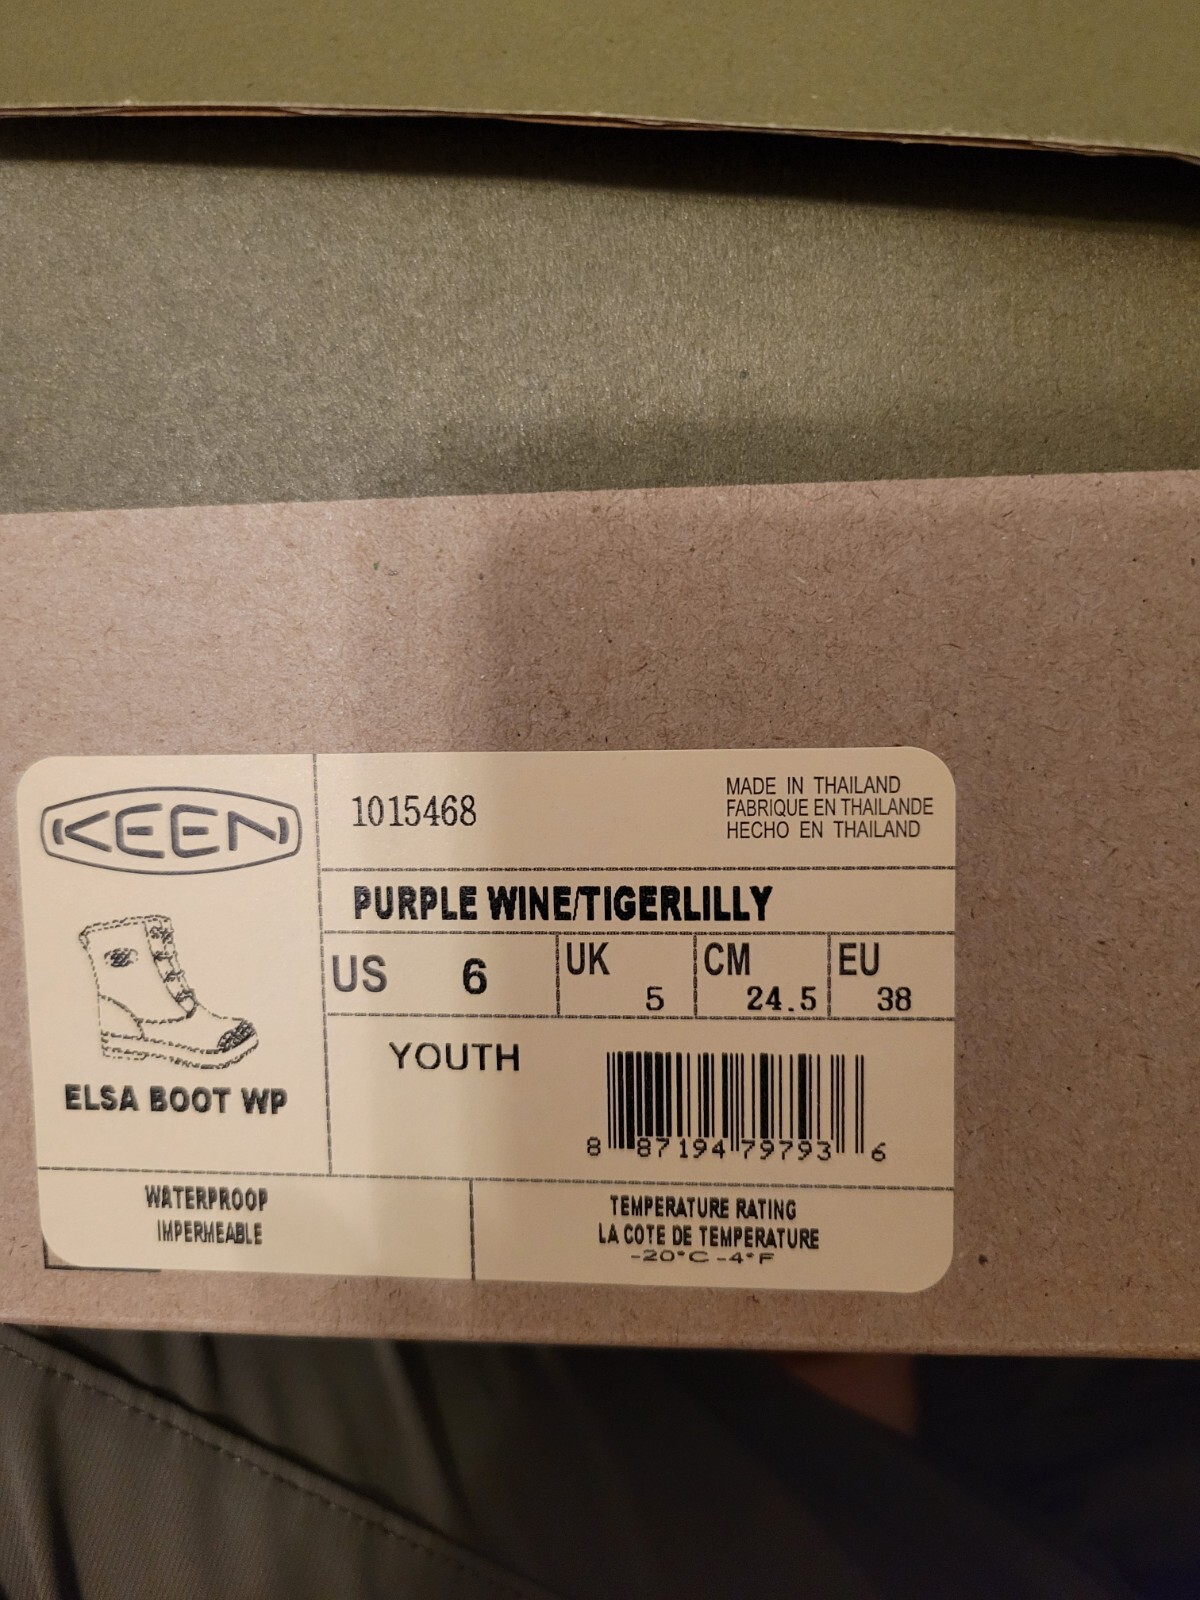 KEEN
1015468
MADE IN THAILAND
FABRIQUE EN THAILANDE
HECHO EN THAILAND
PURPLE WINE/TIGERLILLY
US 6
UK 5
CM 24.5
EU 38
ELSA BOOT WP
YOUTH
8 87194 79793 6
WATERPROOF
IMPERMEABLE
TEMPERATURE RATING
LA COTE DE TEMPERATURE
-20°C -4°F